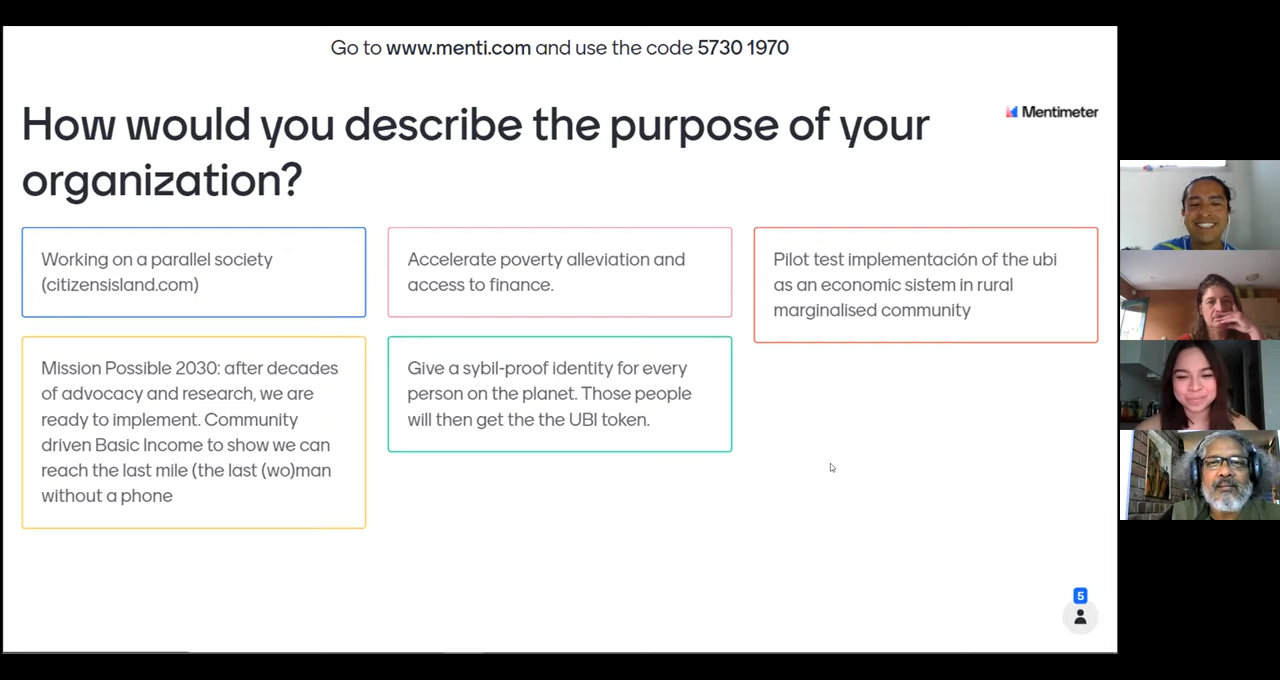 Go to www.menti.com and use the code 5730 1970
Mentimeter
How would you describe the purpose of your
organization?
Working on a parallel society
(citizensisland.com)
Accelerate poverty alleviation and
access to finance.
Pilot test implementación of the ubi
as an economic sistem in rural
marginalised community
Mission Possible 2030: after decades
of advocacy and research, we are
ready to implement. Community
driven Basic Income to show we can
reach the last mile (the last (wo)man
without a phone
Give a sybil-proof identity for every
person on the planet. Those people
will then get the the UBI token.
5